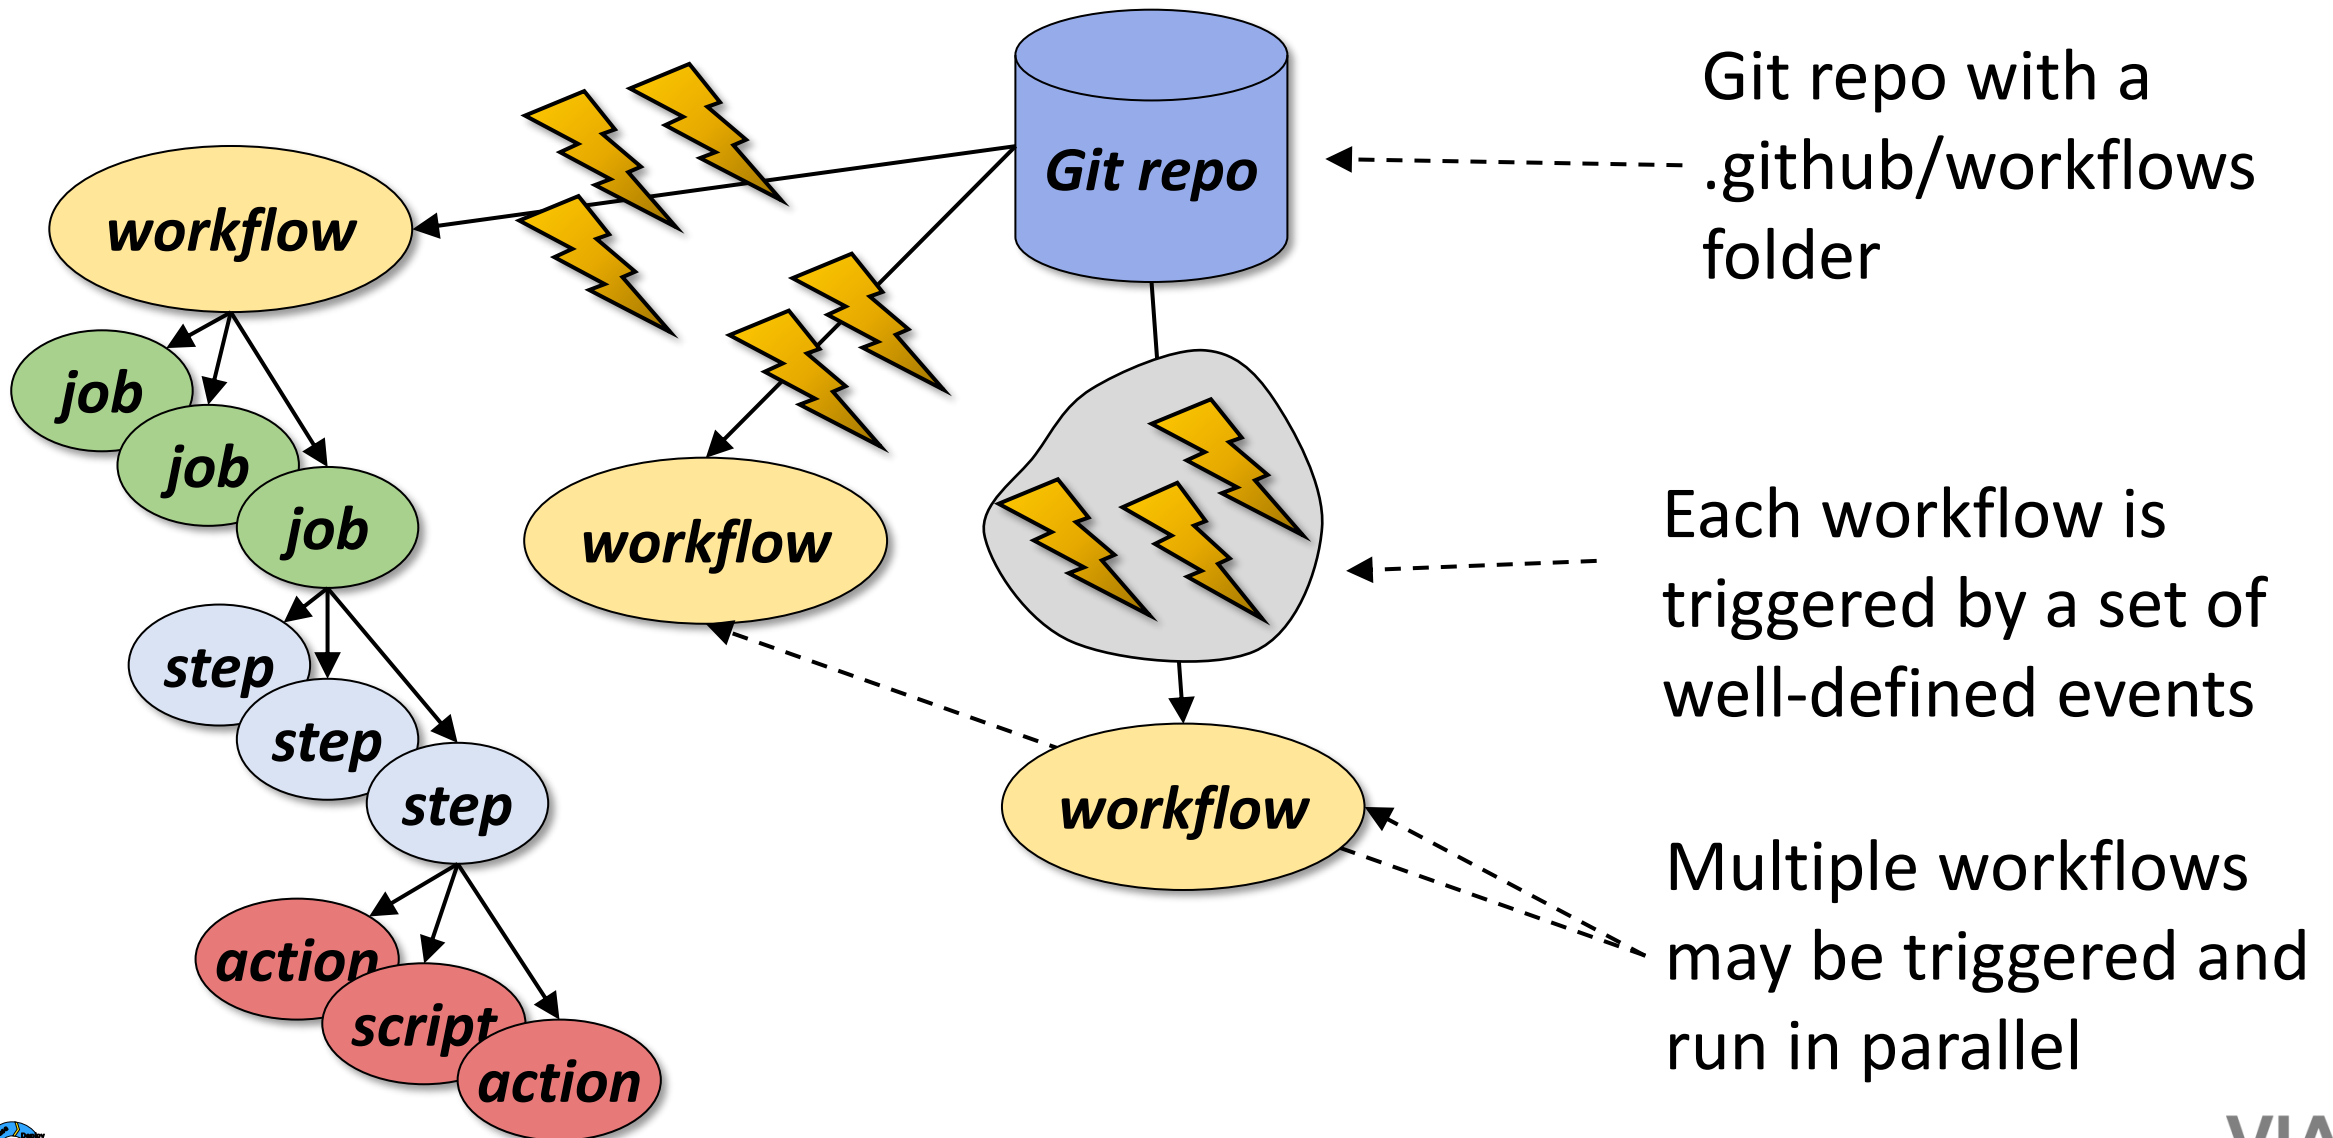 Git repo
workflow
job
job
job
step
step
step
action
script
action
workflow
workflow
Git repo with a
.github/workflows
folder
Each workflow is
triggered by a set of
well-defined events
Multiple workflows
may be triggered and
run in parallel
Deploy
VIA